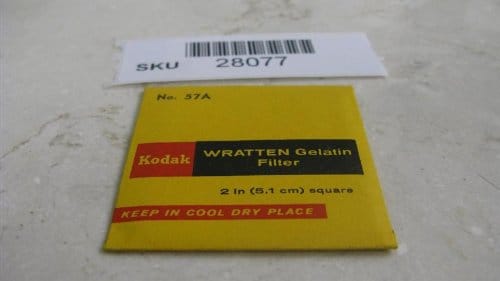 SKU 28077
No. 57A
Kodak WRATTEN Gelatin
Filter
2 in (5.1 cm) square
KEEP IN COOL DRY PLACE